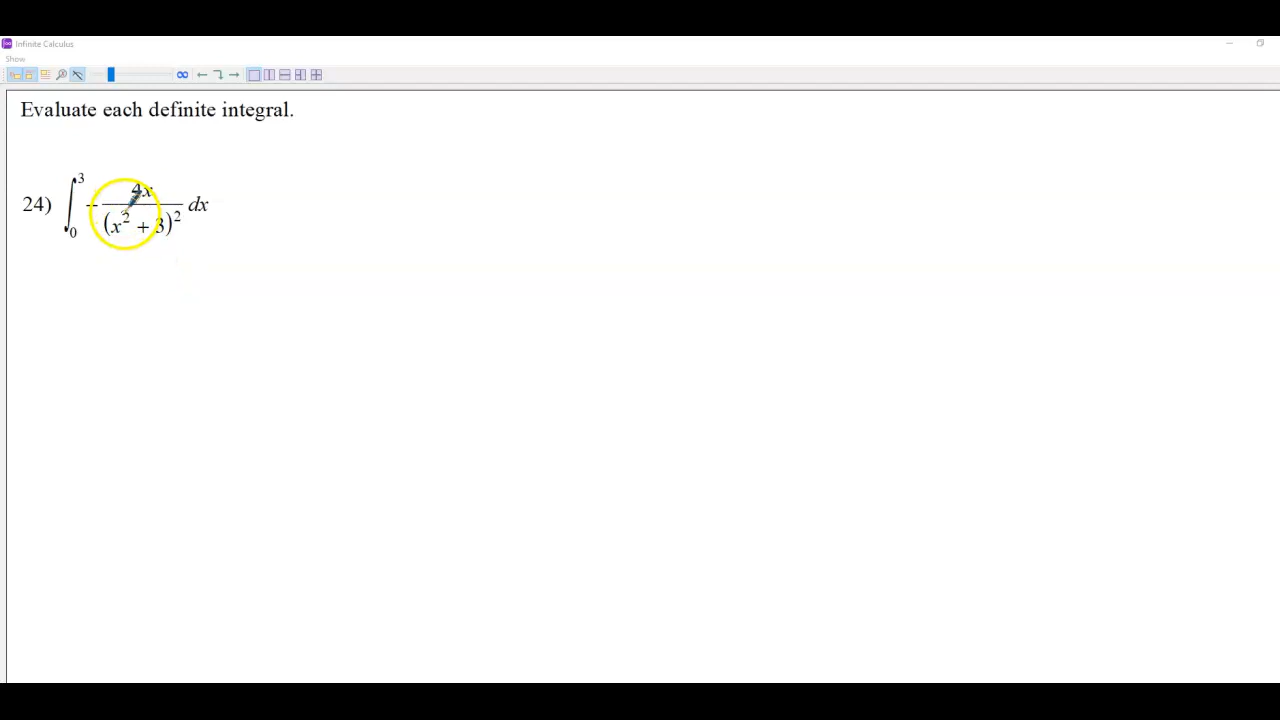 Infinite Calculus
Show
Evaluate each definite integral.
24) ∫₀³ − 4x/(x² + 3)² dx